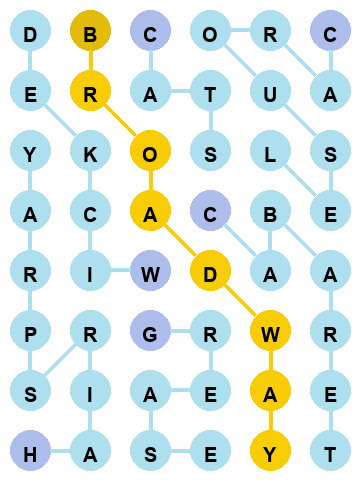 D B C O R C
E R A T U A
Y K O S L S
A C A C B E
R I W D A A
P R G R W R
S I A E A E
H A S E Y T